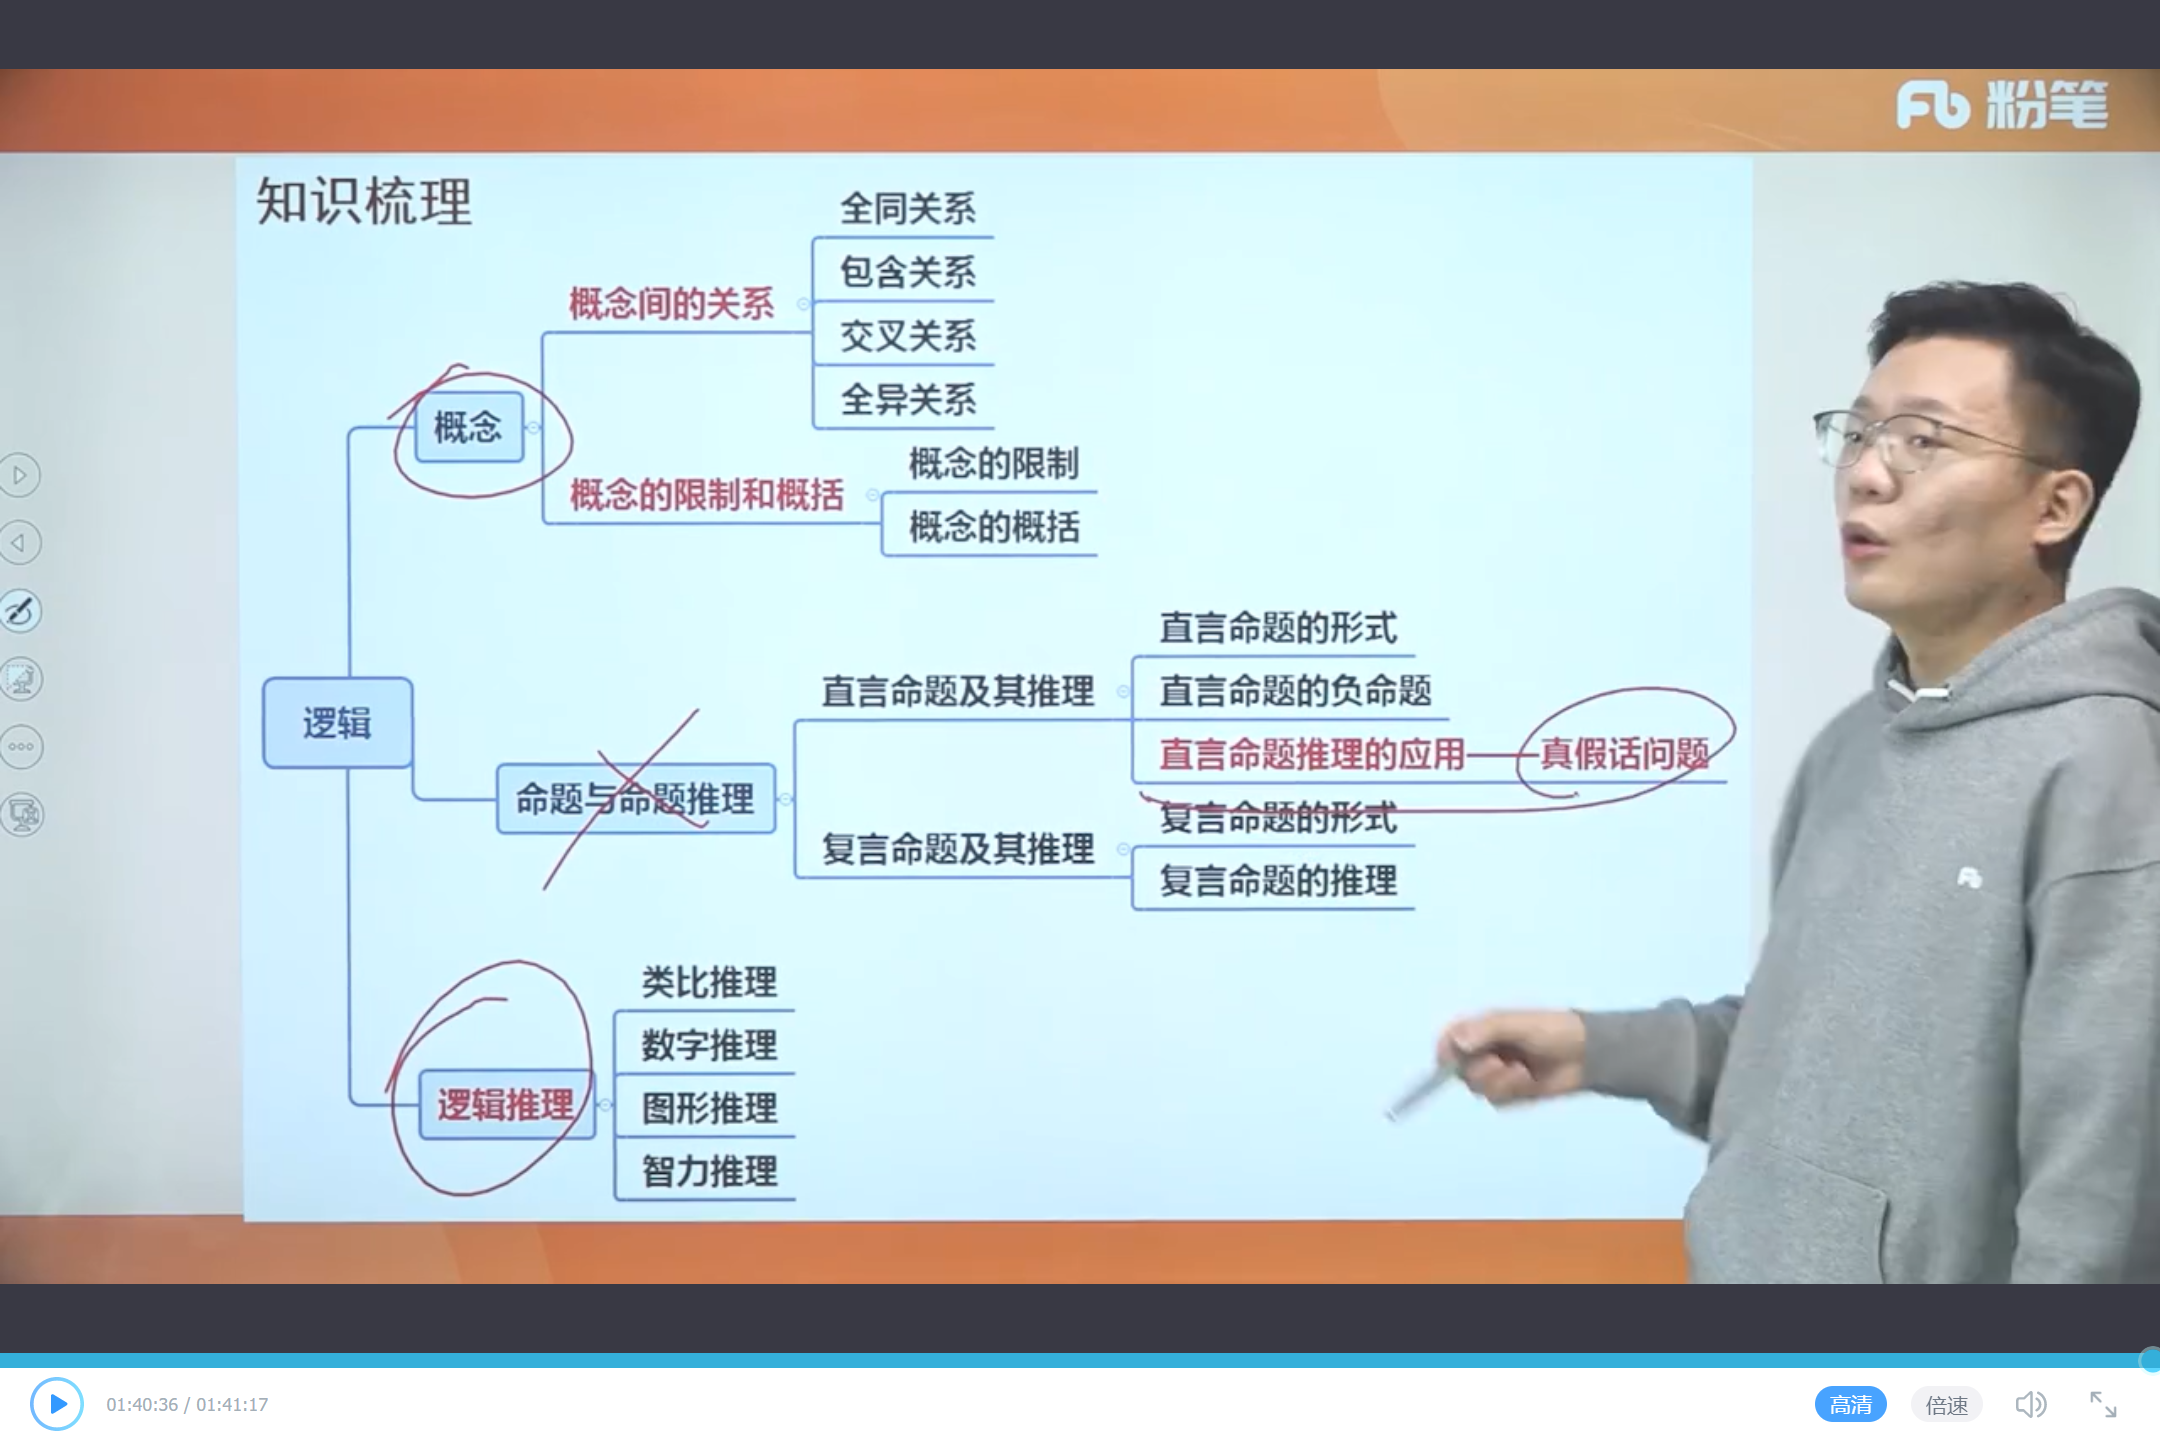 粉笔
知识梳理
全同关系
包含关系
概念间的关系
交叉关系
全异关系
概念
概念的限制
概念的限制和概括
概念的概括
直言命题的形式
直言命题及其推理
直言命题的负命题
逻辑
直言命题推理的应用——真假话问题
命题与命题推理
复言命题的形式
复言命题及其推理
复言命题的推理
类比推理
数字推理
逻辑推理
图形推理
智力推理
01:40:36 / 01:41:17
高清
倍速